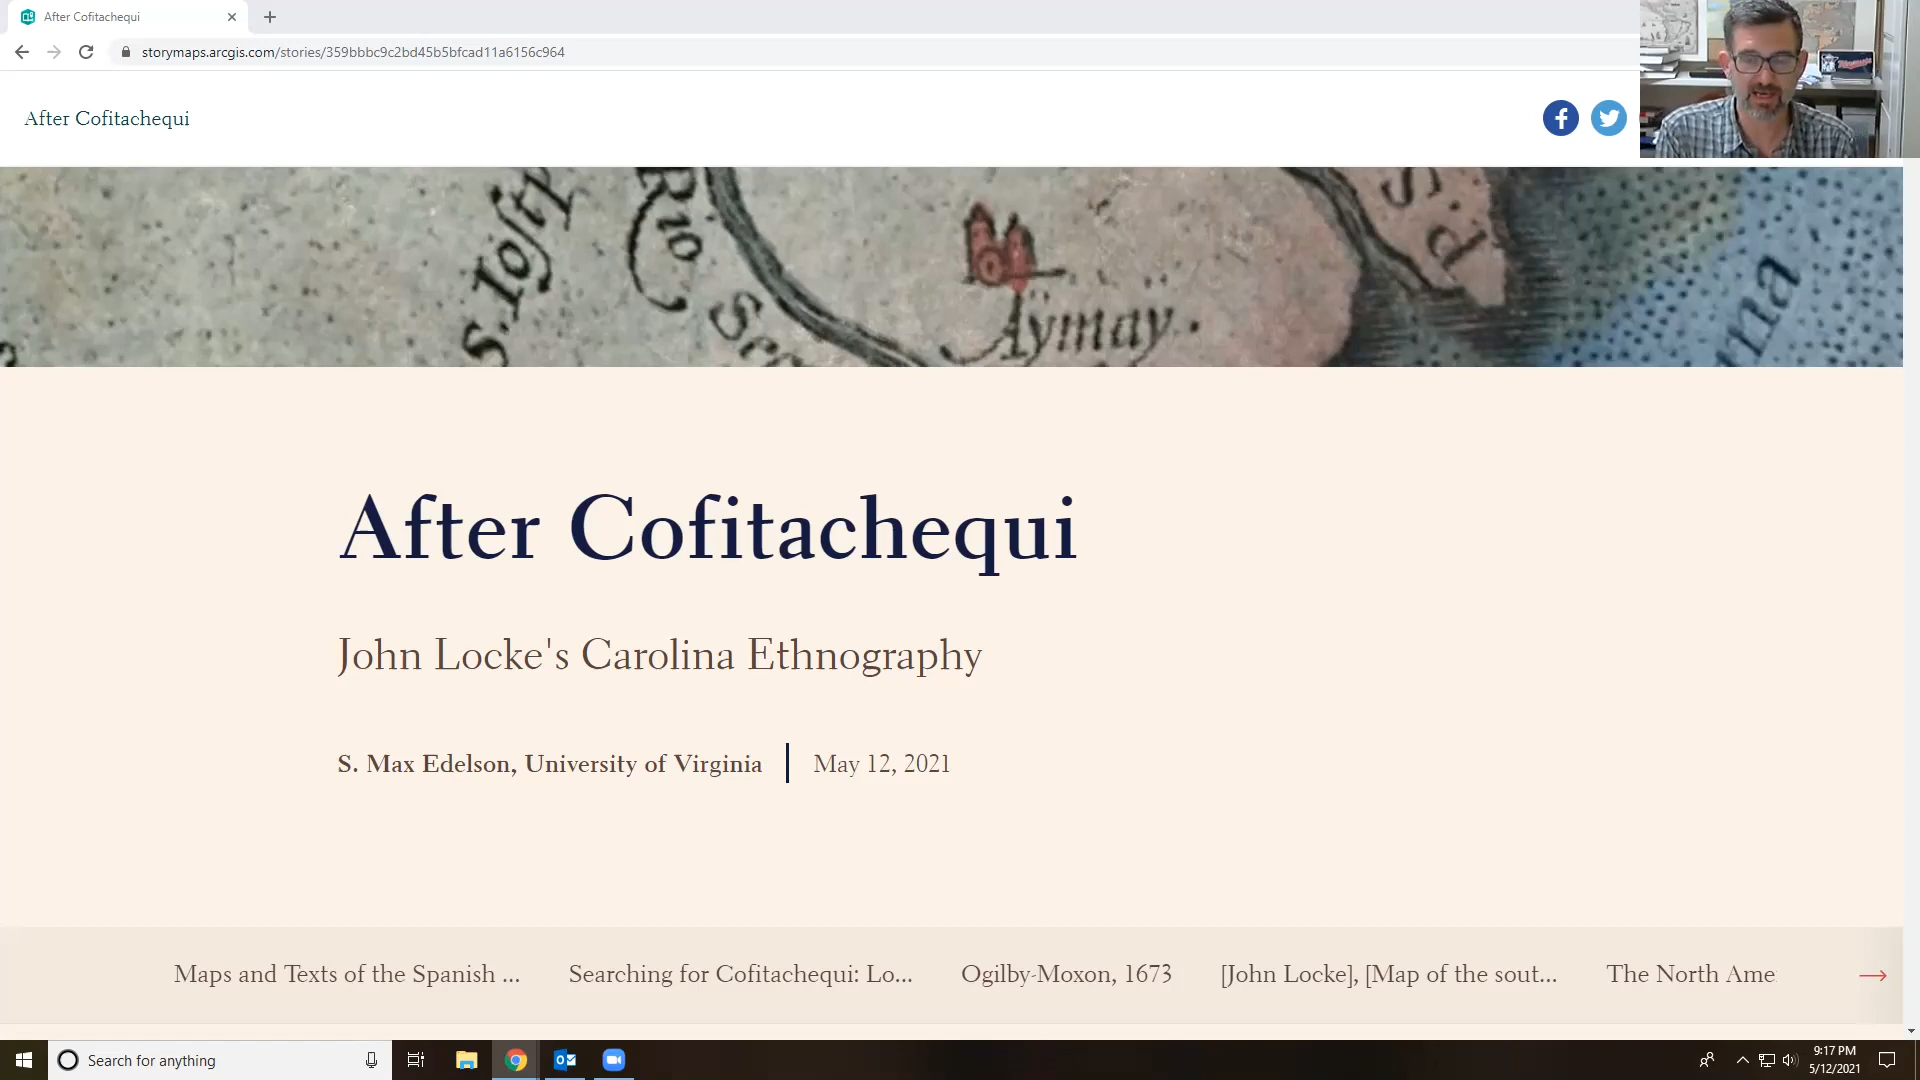 After Cofitachequi
storymaps.arcgis.com/stories/359bbbc9c2bd45b5bfcad11a6156c964
After Cofitachequi
Rio
S.
Aymay.
After Cofitachequi
John Locke's Carolina Ethnography
S. Max Edelson, University of Virginia
May 12, 2021
Maps and Texts of the Spanish ...
Searching for Cofitachequi: Lo...
Ogilby-Moxon, 1673
[John Locke], [Map of the sout...
The North Ame
Search for anything
9:17 PM
5/12/2021